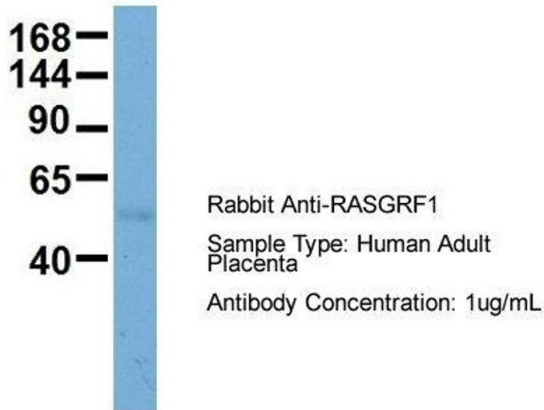 168
144
90
65
40
Rabbit Anti-RASGRF1
Sample Type: Human Adult
Placenta
Antibody Concentration: 1ug/mL